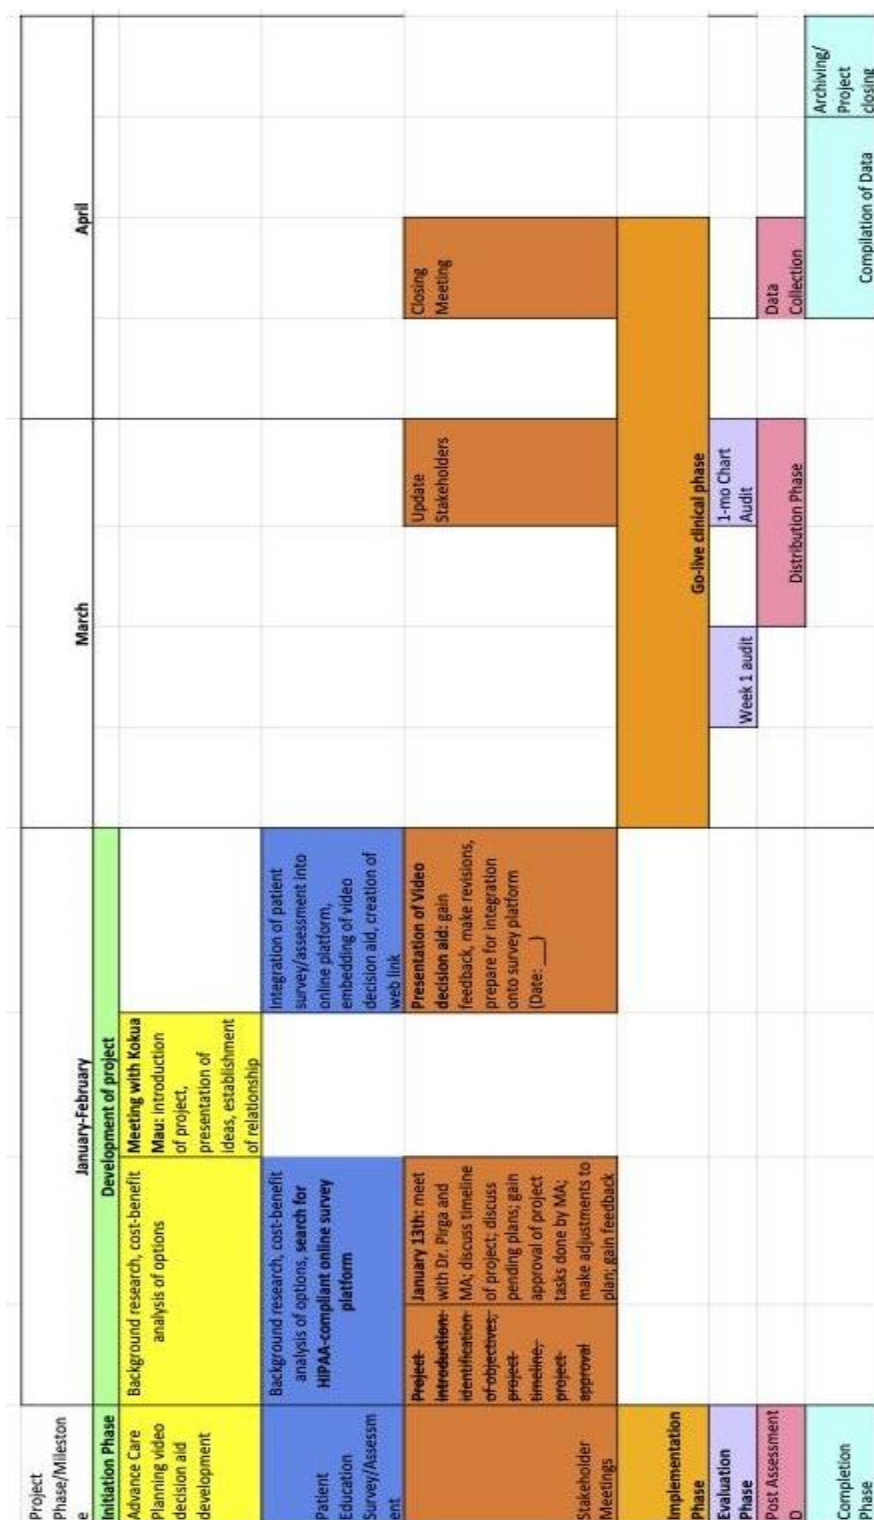 Project
Phase/Mileston
e
January-February
March
April
Initiation Phase
Development of project
Advance Care
Planning video
decision aid
development
Background research, cost-benefit
analysis of options
Meeting with Kokua
Mau: introduction
of project,
presentation of
ideas, establishment
of relationship
Patient
Education
Survey/Assessm
ent
Background research, cost-benefit
analysis of options, search for
HIPAA-compliant online survey
platform
Integration of patient
survey/assessment into
online platform,
embedding of video
decision aid, creation of
web link
Stakeholder
Meetings
Project
Introduction:
identification
of objectives;
project
timeline;
project
approval
January 13th: meet
with Dr. Pirga and
MA; discuss timeline
of project; discuss
pending plans; gain
approval of project
tasks done by MA;
make adjustments to
plan; gain feedback
Presentation of Video
decision aid: gain
feedback, make revisions,
prepare for integration
onto survey platform
(Date: ___)
Update
Stakeholders
Closing
Meeting
Implementation
Phase
Go-live clinical phase
Evaluation
Phase
Week 1 audit
1-mo Chart
Audit
Post Assessment
D
Distribution Phase
Data
Collection
Completion
Phase
Compilation of Data
Archiving/
Project
closing